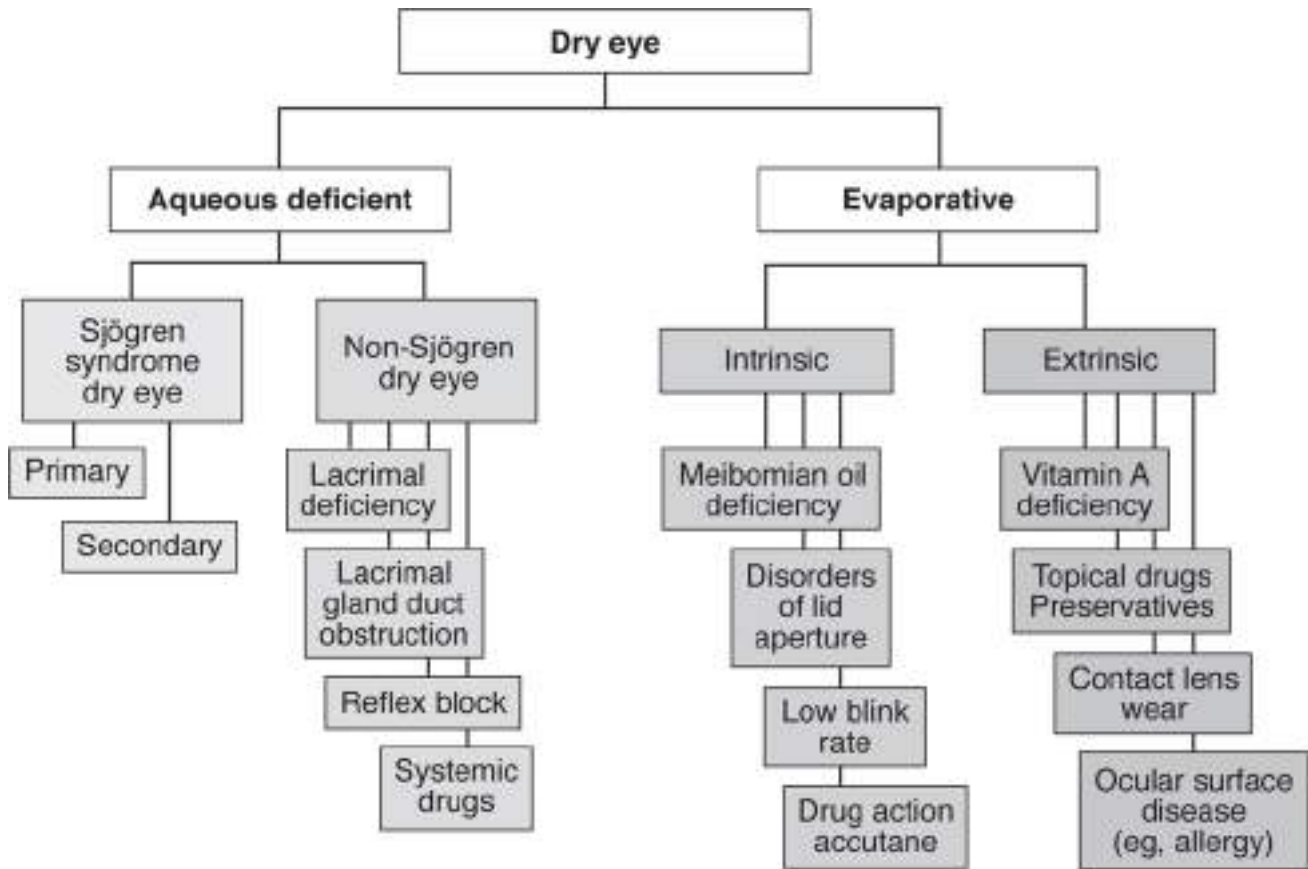 Dry eye
Aqueous deficient
Evaporative
Sjögren
syndrome
dry eye
Non-Sjögren
dry eye
Intrinsic
Extrinsic
Primary
Secondary
Lacrimal
deficiency
Lacrimal
gland duct
obstruction
Reflex block
Systemic
drugs
Meibomian oil
deficiency
Disorders
of lid
aperture
Low blink
rate
Drug action
accutane
Vitamin A
deficiency
Topical drugs
Preservatives
Contact lens
wear
Ocular surface
disease
(eg, allergy)